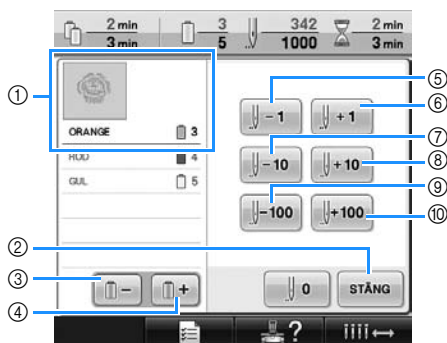 2 min 3 342 2 min
3 min 5 1000 3 min
① ⑤
⑥
ORANGE 3
- 1 + 1
RÖD 4
⑦
GUL 5
- 10 + 10
⑧
⑨
-100 +100
⑩
②
③
- +
0 STÄNG
④
?